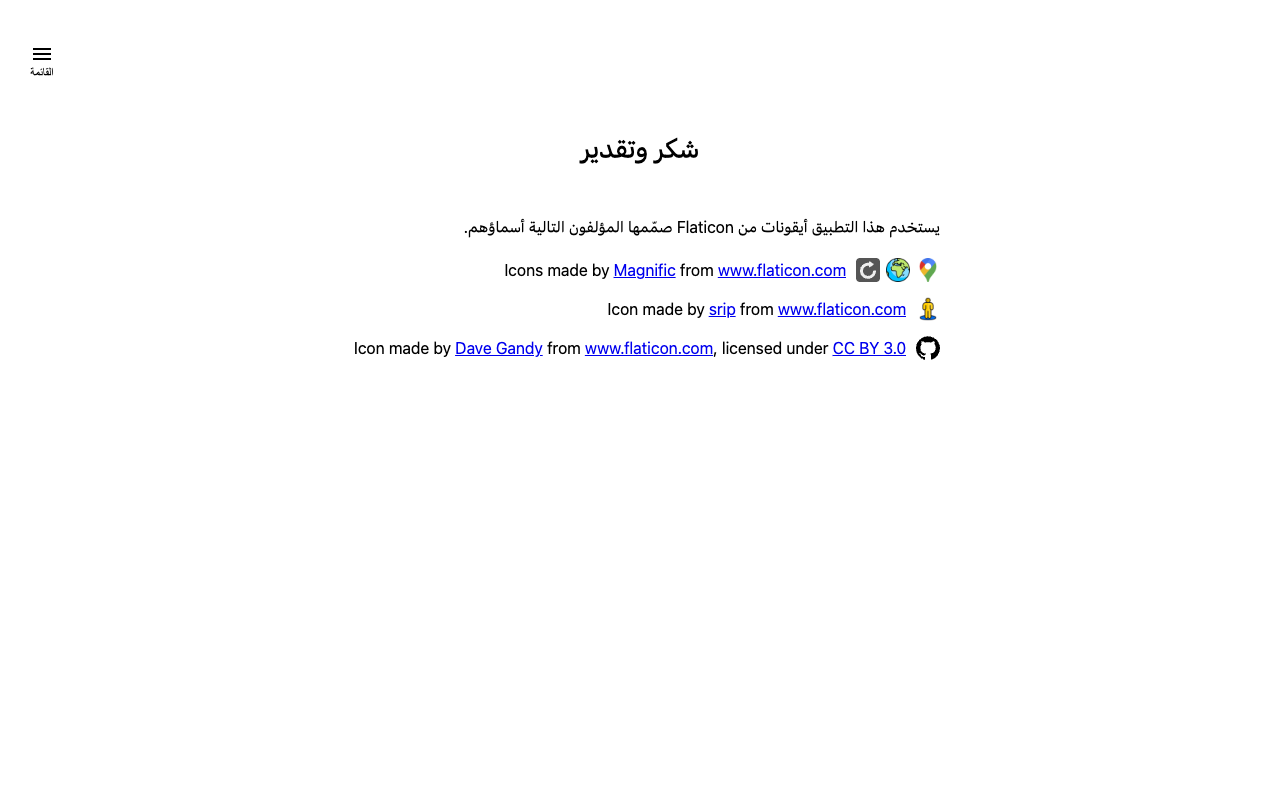 القائمة
شكر وتقدير
يستخدم هذا التطبيق أيقونات من Flaticon صمّمها المؤلفون التالية أسماؤهم.
Icons made by Magnific from www.flaticon.com
Icon made by srip from www.flaticon.com
Icon made by Dave Gandy from www.flaticon.com, licensed under CC BY 3.0